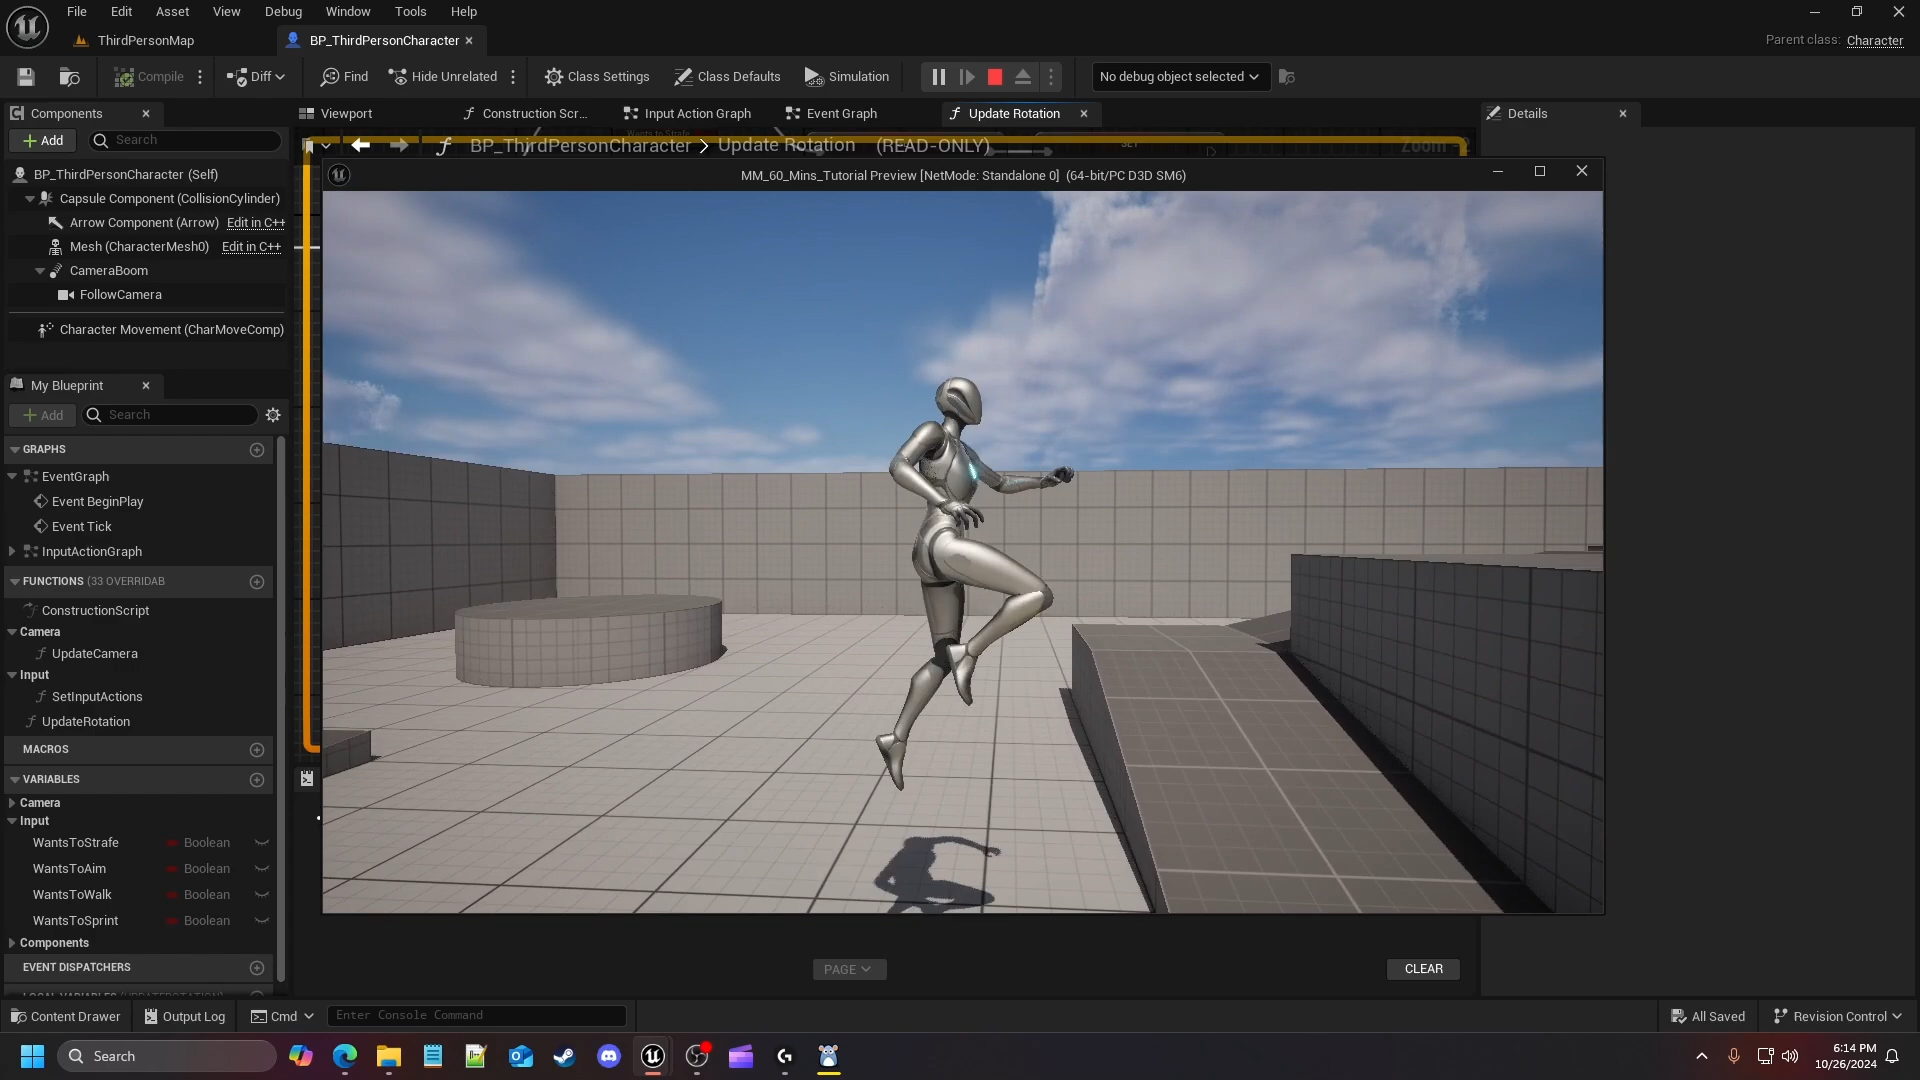 File Edit Asset View Debug Window Tools Help
ThirdPersonMap BP_ThirdPersonCharacter Parent class: Character
Compile Diff Find Hide Unrelated Class Settings Class Defaults Simulation No debug object selected
Components Viewport Construction Scr... Input Action Graph Event Graph Update Rotation Details
Add Search
BP_ThirdPersonCharacter > Update Rotation (READ-ONLY)
BP_ThirdPersonCharacter (Self)
MM_60_Mins_Tutorial Preview [NetMode: Standalone 0] (64-bit/PC D3D SM6)
Capsule Component (CollisionCylinder)
Arrow Component (Arrow) Edit in C++
Mesh (CharacterMesh0) Edit in C++
CameraBoom
FollowCamera
Character Movement (CharMoveComp)
My Blueprint
Add Search
GRAPHS
EventGraph
Event BeginPlay
Event Tick
InputActionGraph
FUNCTIONS (33 OVERRIDAB
ConstructionScript
Camera
UpdateCamera
Input
SetInputActions
UpdateRotation
MACROS
VARIABLES
Camera
Input
WantsToStrafe Boolean
WantsToAim Boolean
WantsToWalk Boolean
WantsToSprint Boolean
Components
EVENT DISPATCHERS
PAGE CLEAR
Content Drawer Output Log Cmd Enter Console Command All Saved Revision Control
Search
6:14 PM
10/26/2024